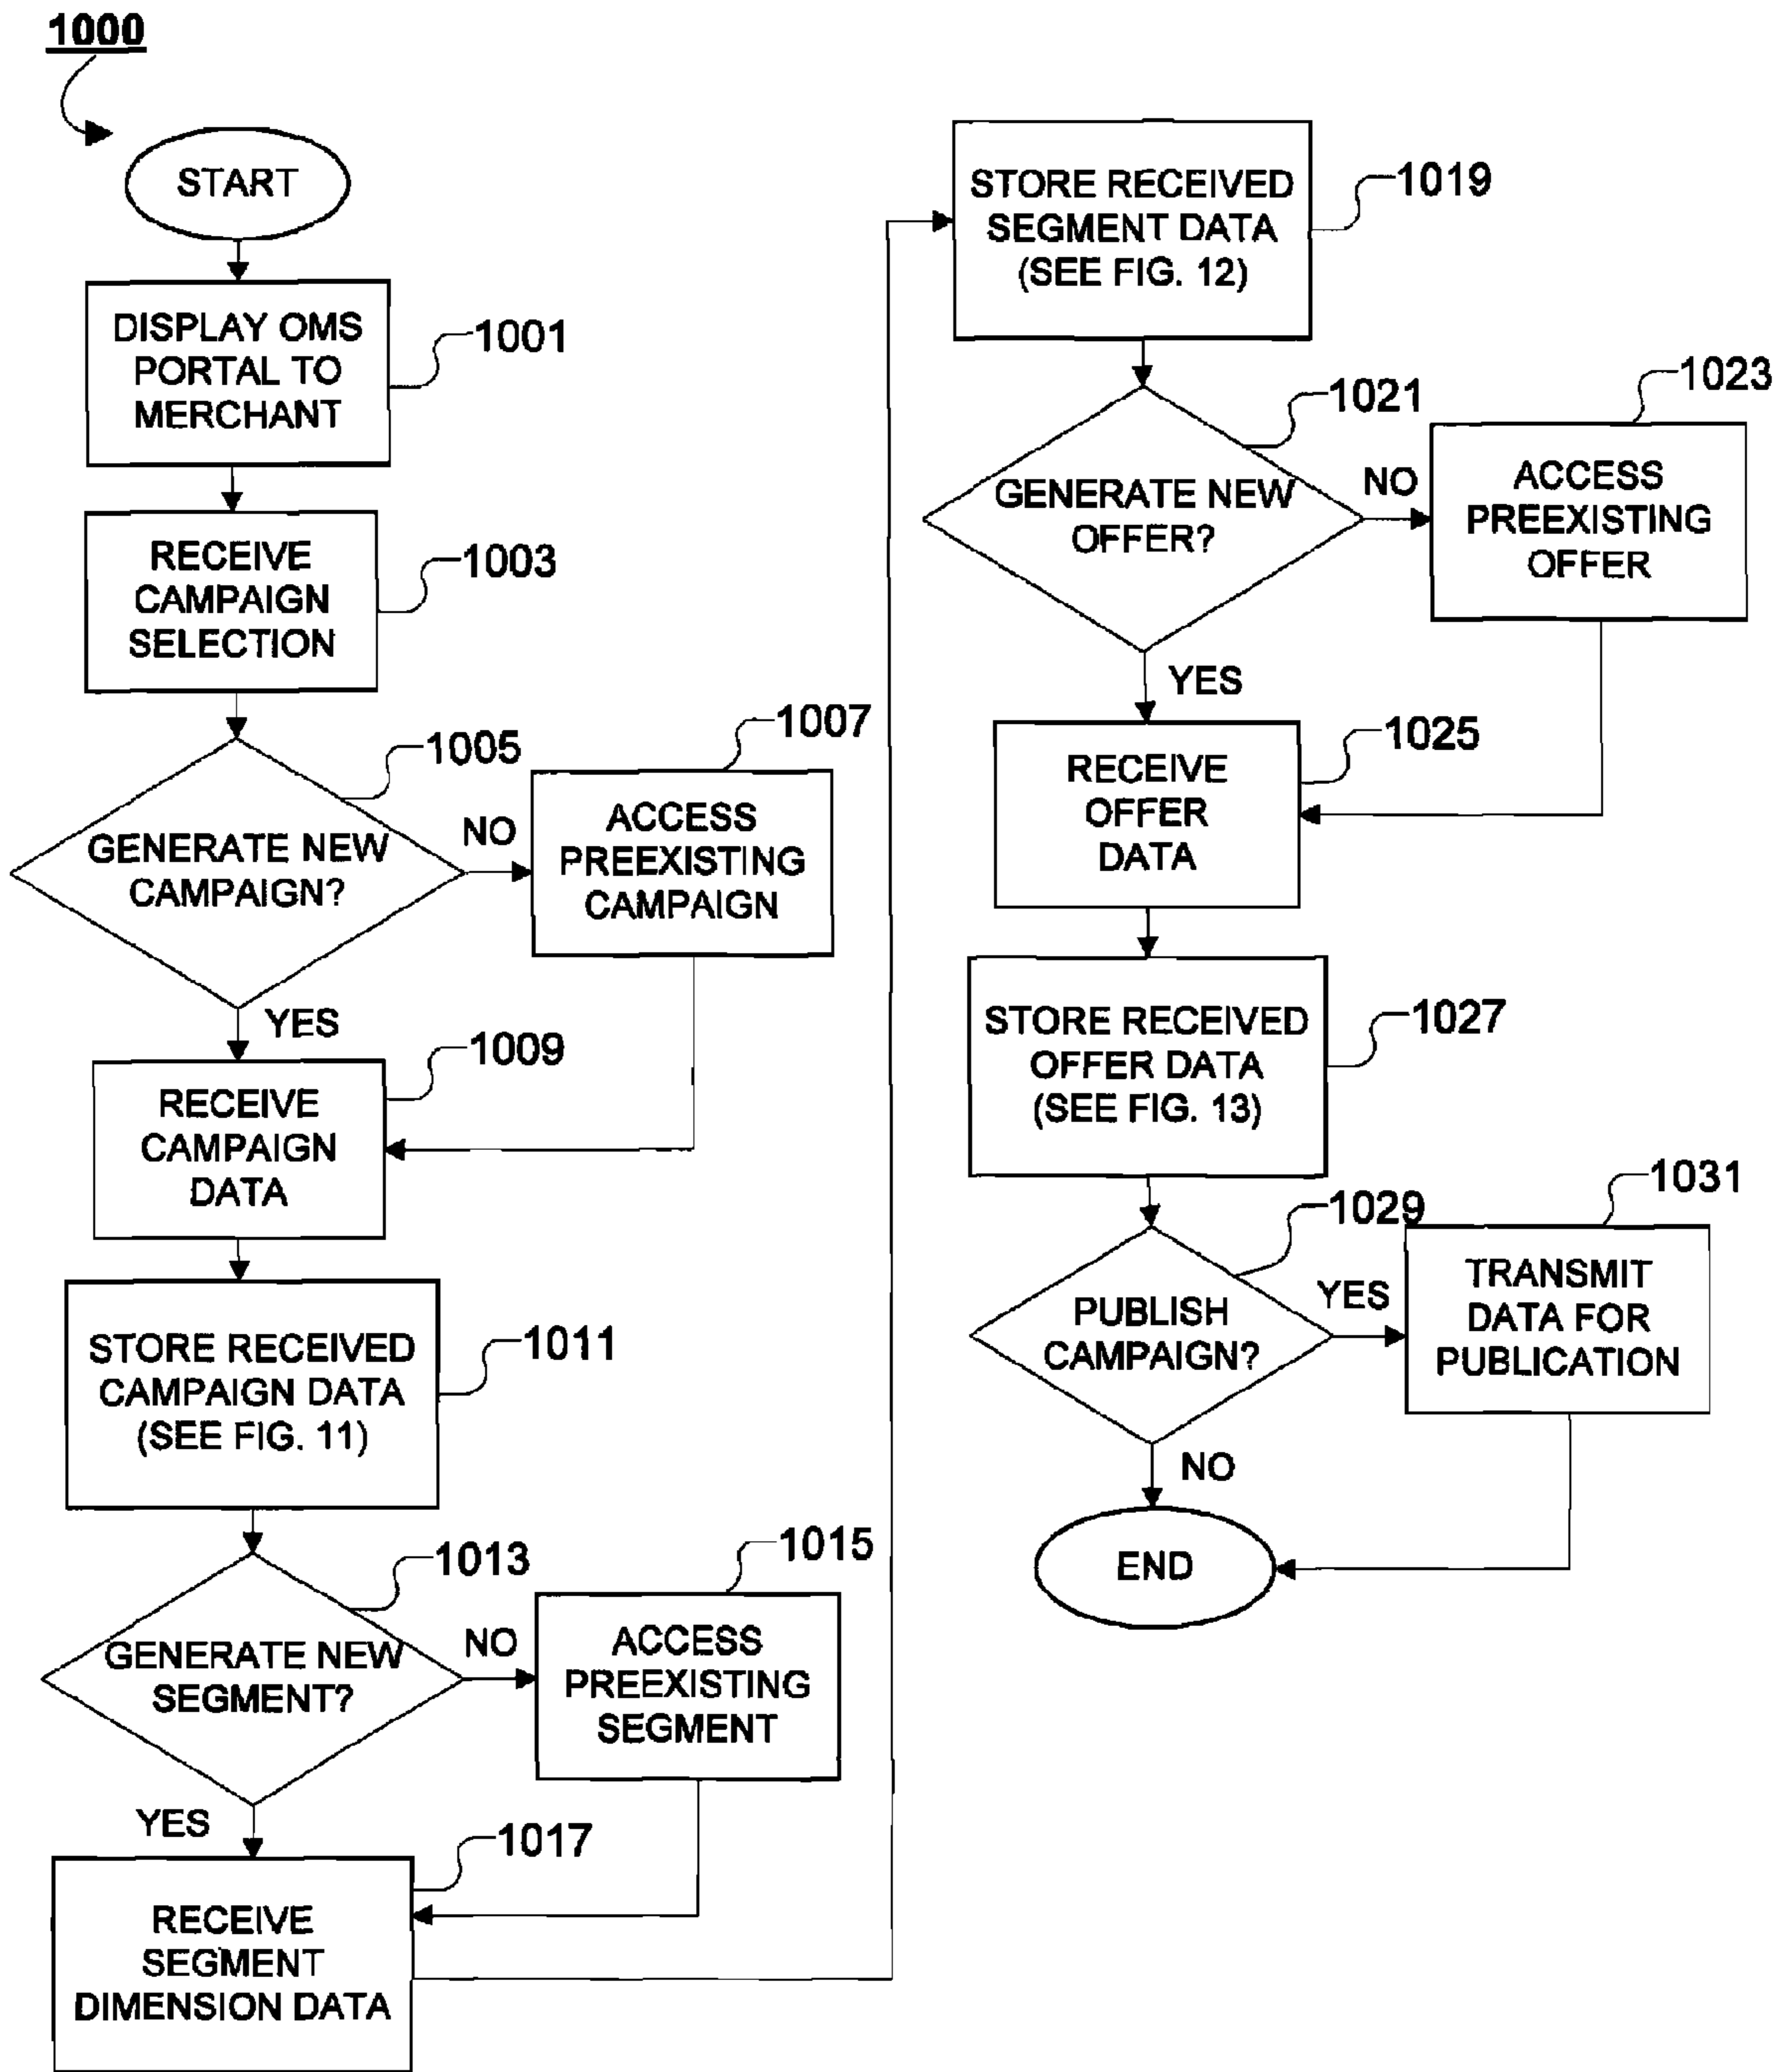 1000
START
DISPLAY OMS
PORTAL TO
MERCHANT
1001
RECEIVE
CAMPAIGN
SELECTION
1003
GENERATE NEW
CAMPAIGN?
1005
NO
ACCESS
PREEXISTING
CAMPAIGN
1007
YES
RECEIVE
CAMPAIGN
DATA
1009
STORE RECEIVED
CAMPAIGN DATA
(SEE FIG. 11)
1011
GENERATE NEW
SEGMENT?
1013
NO
ACCESS
PREEXISTING
SEGMENT
1015
YES
RECEIVE
SEGMENT
DIMENSION DATA
1017
STORE RECEIVED
SEGMENT DATA
(SEE FIG. 12)
1019
GENERATE NEW
OFFER?
1021
NO
ACCESS
PREEXISTING
OFFER
1023
YES
RECEIVE
OFFER
DATA
1025
STORE RECEIVED
OFFER DATA
(SEE FIG. 13)
1027
PUBLISH
CAMPAIGN?
1029
YES
TRANSMIT
DATA FOR
PUBLICATION
1031
NO
END